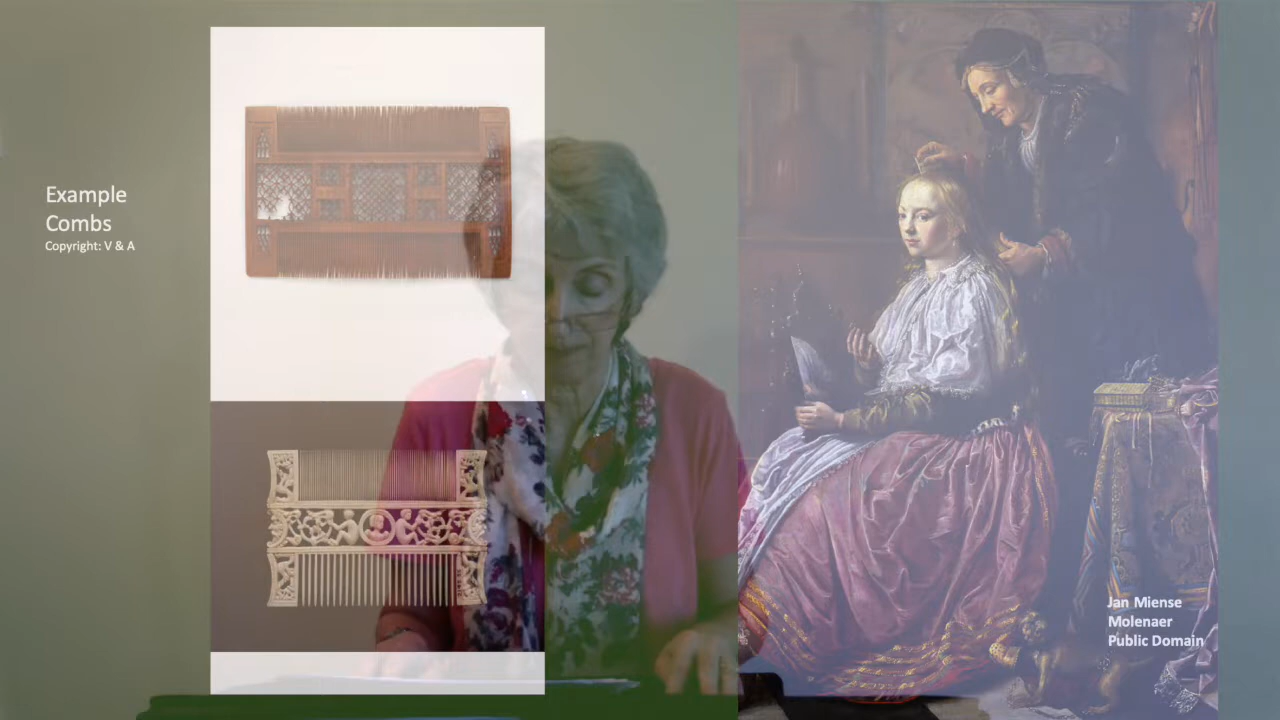 Example
Combs
Copyright: V & A
Jan Miense
Molenaer
Public Domain